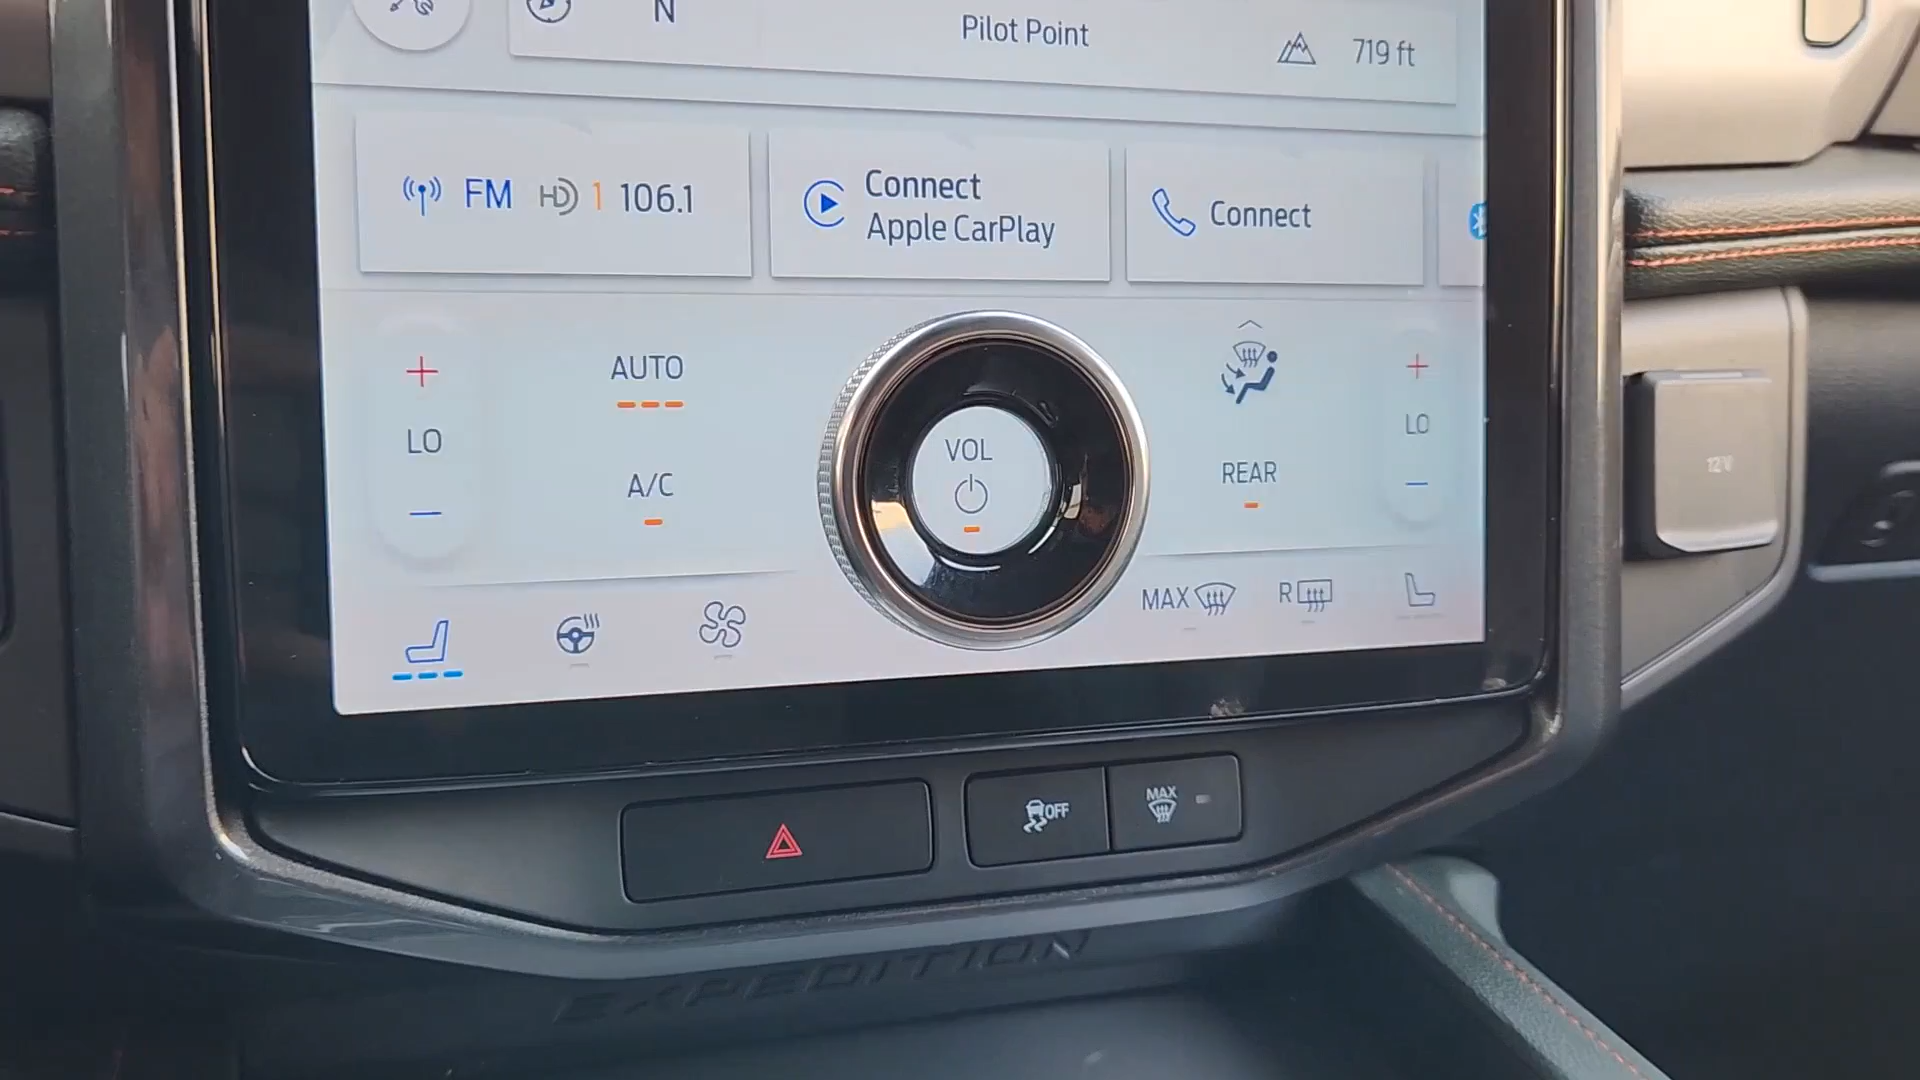 N
Pilot Point
719 ft
FM HD 1 106.1
Connect
Apple CarPlay
Connect
AUTO
LO
A/C
VOL
REAR
LO
MAX
R
12V
OFF
MAX
EXPEDITION